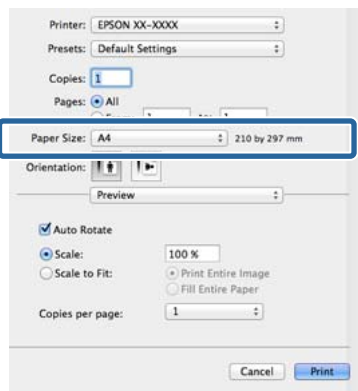 Printer: EPSON XX-XXXX
Presets: Default Settings
Copies: 1
Pages: All
Paper Size: A4 210 by 297 mm
Orientation:
Preview
Auto Rotate
Scale: 100 %
Scale to Fit: Print Entire Image
Fill Entire Paper
Copies per page: 1
Cancel Print